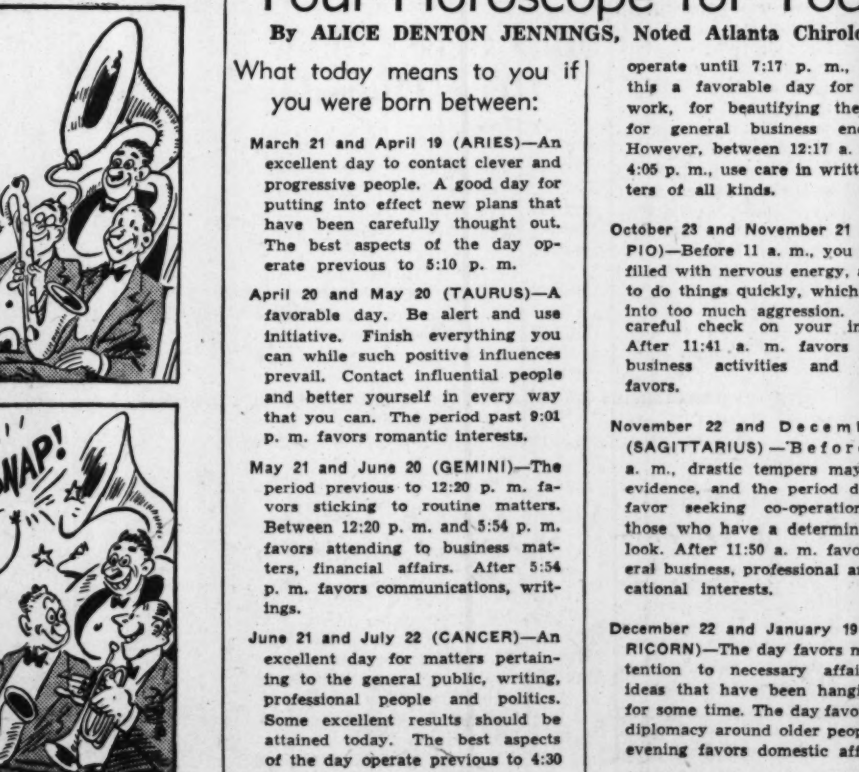 Your Horoscope for
By ALICE DENTON JENNINGS, Noted Atlanta
What today means to you if
you were born between:
March 21 and April 19 (ARIES)—An
excellent day to contact clever and
progressive people. A good day for
putting into effect new plans that
have been carefully thought out.
The best aspects of the day op-
erate previous to 5:10 p. m.
April 20 and May 20 (TAURUS)—A
favorable day. Be alert and use
initiative. Finish everything you
can while such positive influences
prevail. Contact influential people
and better yourself in every way
that you can. The period past 9:01
p. m. favors romantic interests.
May 21 and June 20 (GEMINI)—The
period previous to 12:20 p. m. fa-
vors sticking to routine matters.
Between 12:20 p. m. and 5:54 p. m.
favors attending to business mat-
ters, financial affairs. After 5:54
p. m. favors communications, writ-
ings.
June 21 and July 22 (CANCER)—An
excellent day for matters pertain-
ing to the general public, writing,
professional people and politics.
Some excellent results should be
attained today. The best aspects
of the day operate previous to 4:30
operate until 7:17 p. m.,
this a favorable day for
work, for beautifying the
for general business
However, between 12:17 a.
4:05 p. m., use care in
ters of all kinds.
October 23 and November 21
PIO)—Before 11 a. m., you
filled with nervous energy,
to do things quickly, which
into too much aggression.
careful check on your
After 11:41 a. m. favors
business activities and
favors.
November 22 and
(SAGITTARIUS)—
a. m., drastic tempers may
evidence, and the period
favor seeking
those who have a
look. After 11:50 a. m.
eral business, professional
cational interests.
December 22 and January 19
RICORN)—The day favors
tention to necessary
ideas that have been
for some time. The day
diplomacy around older
evening favors domestic
NAP!